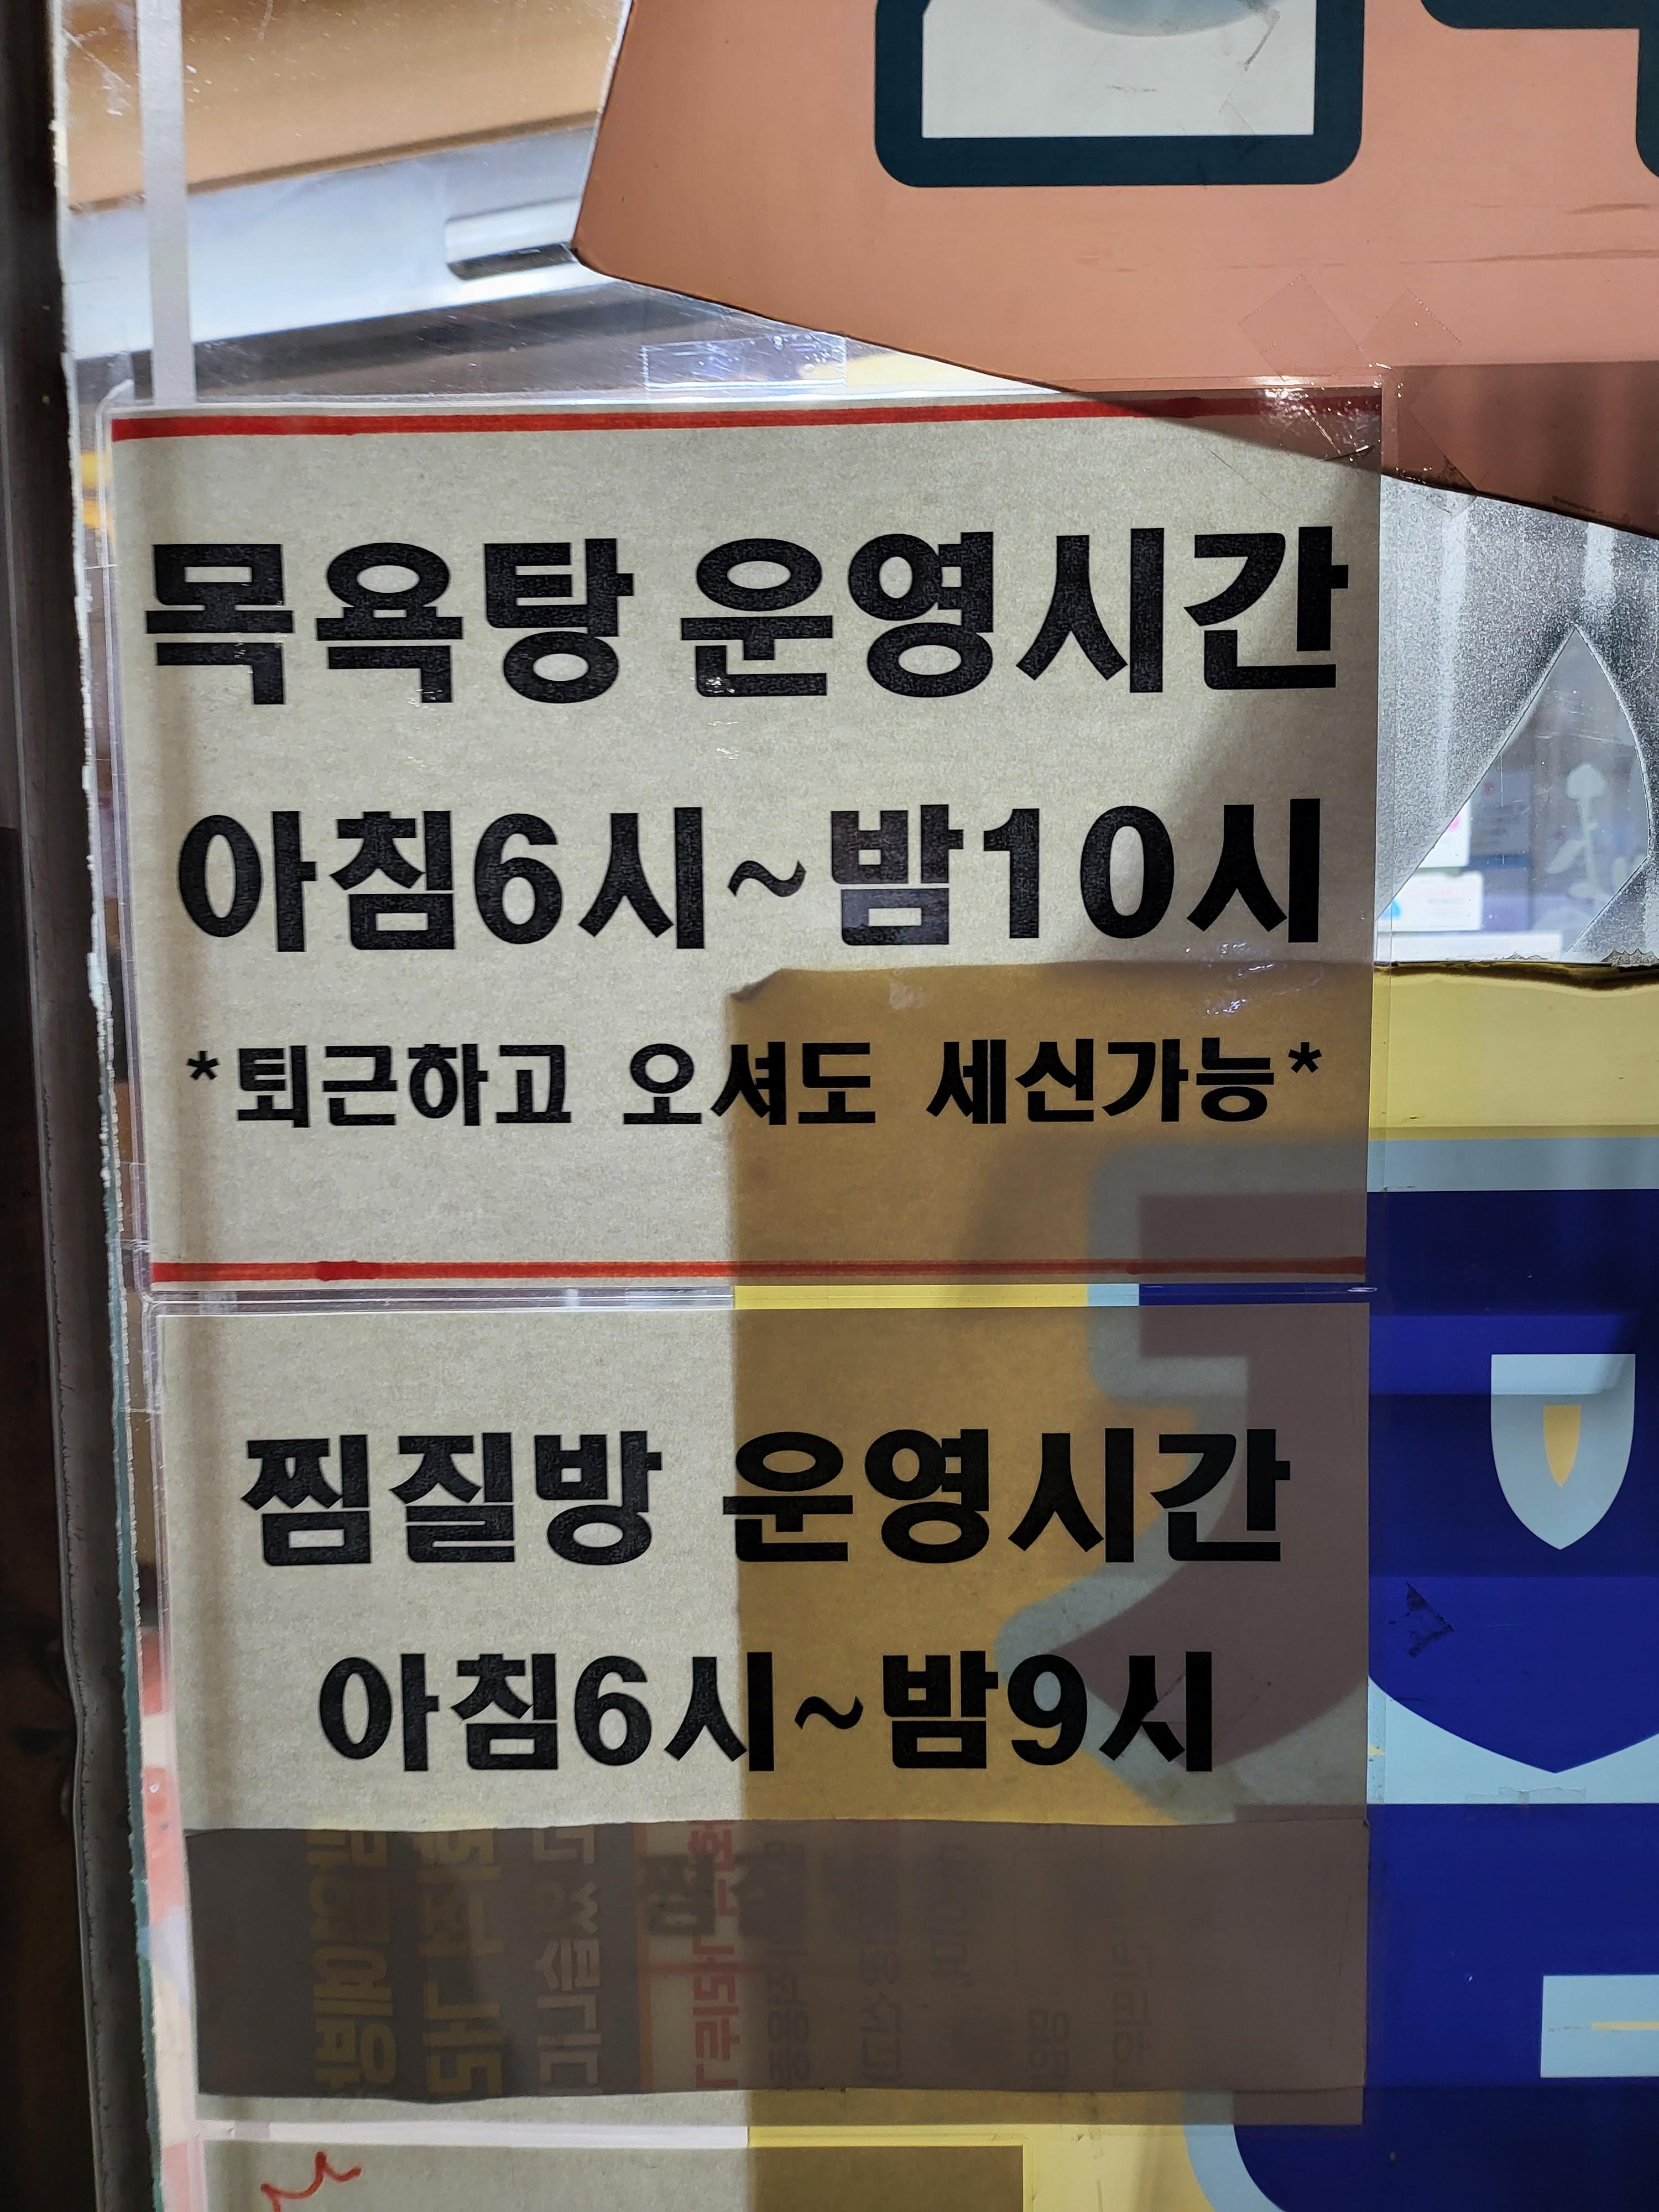 목욕탕 운영시간
아침6시~밤10시
*퇴근하고 오셔도 세신가능*
찜질방 운영시간
아침6시~밤9시